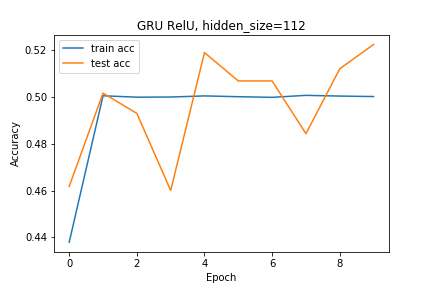 GRU RelU, hidden_size=112
train acc
test acc
Accuracy
0.52
0.50
0.48
0.46
0.44
0 2 4 6 8
Epoch